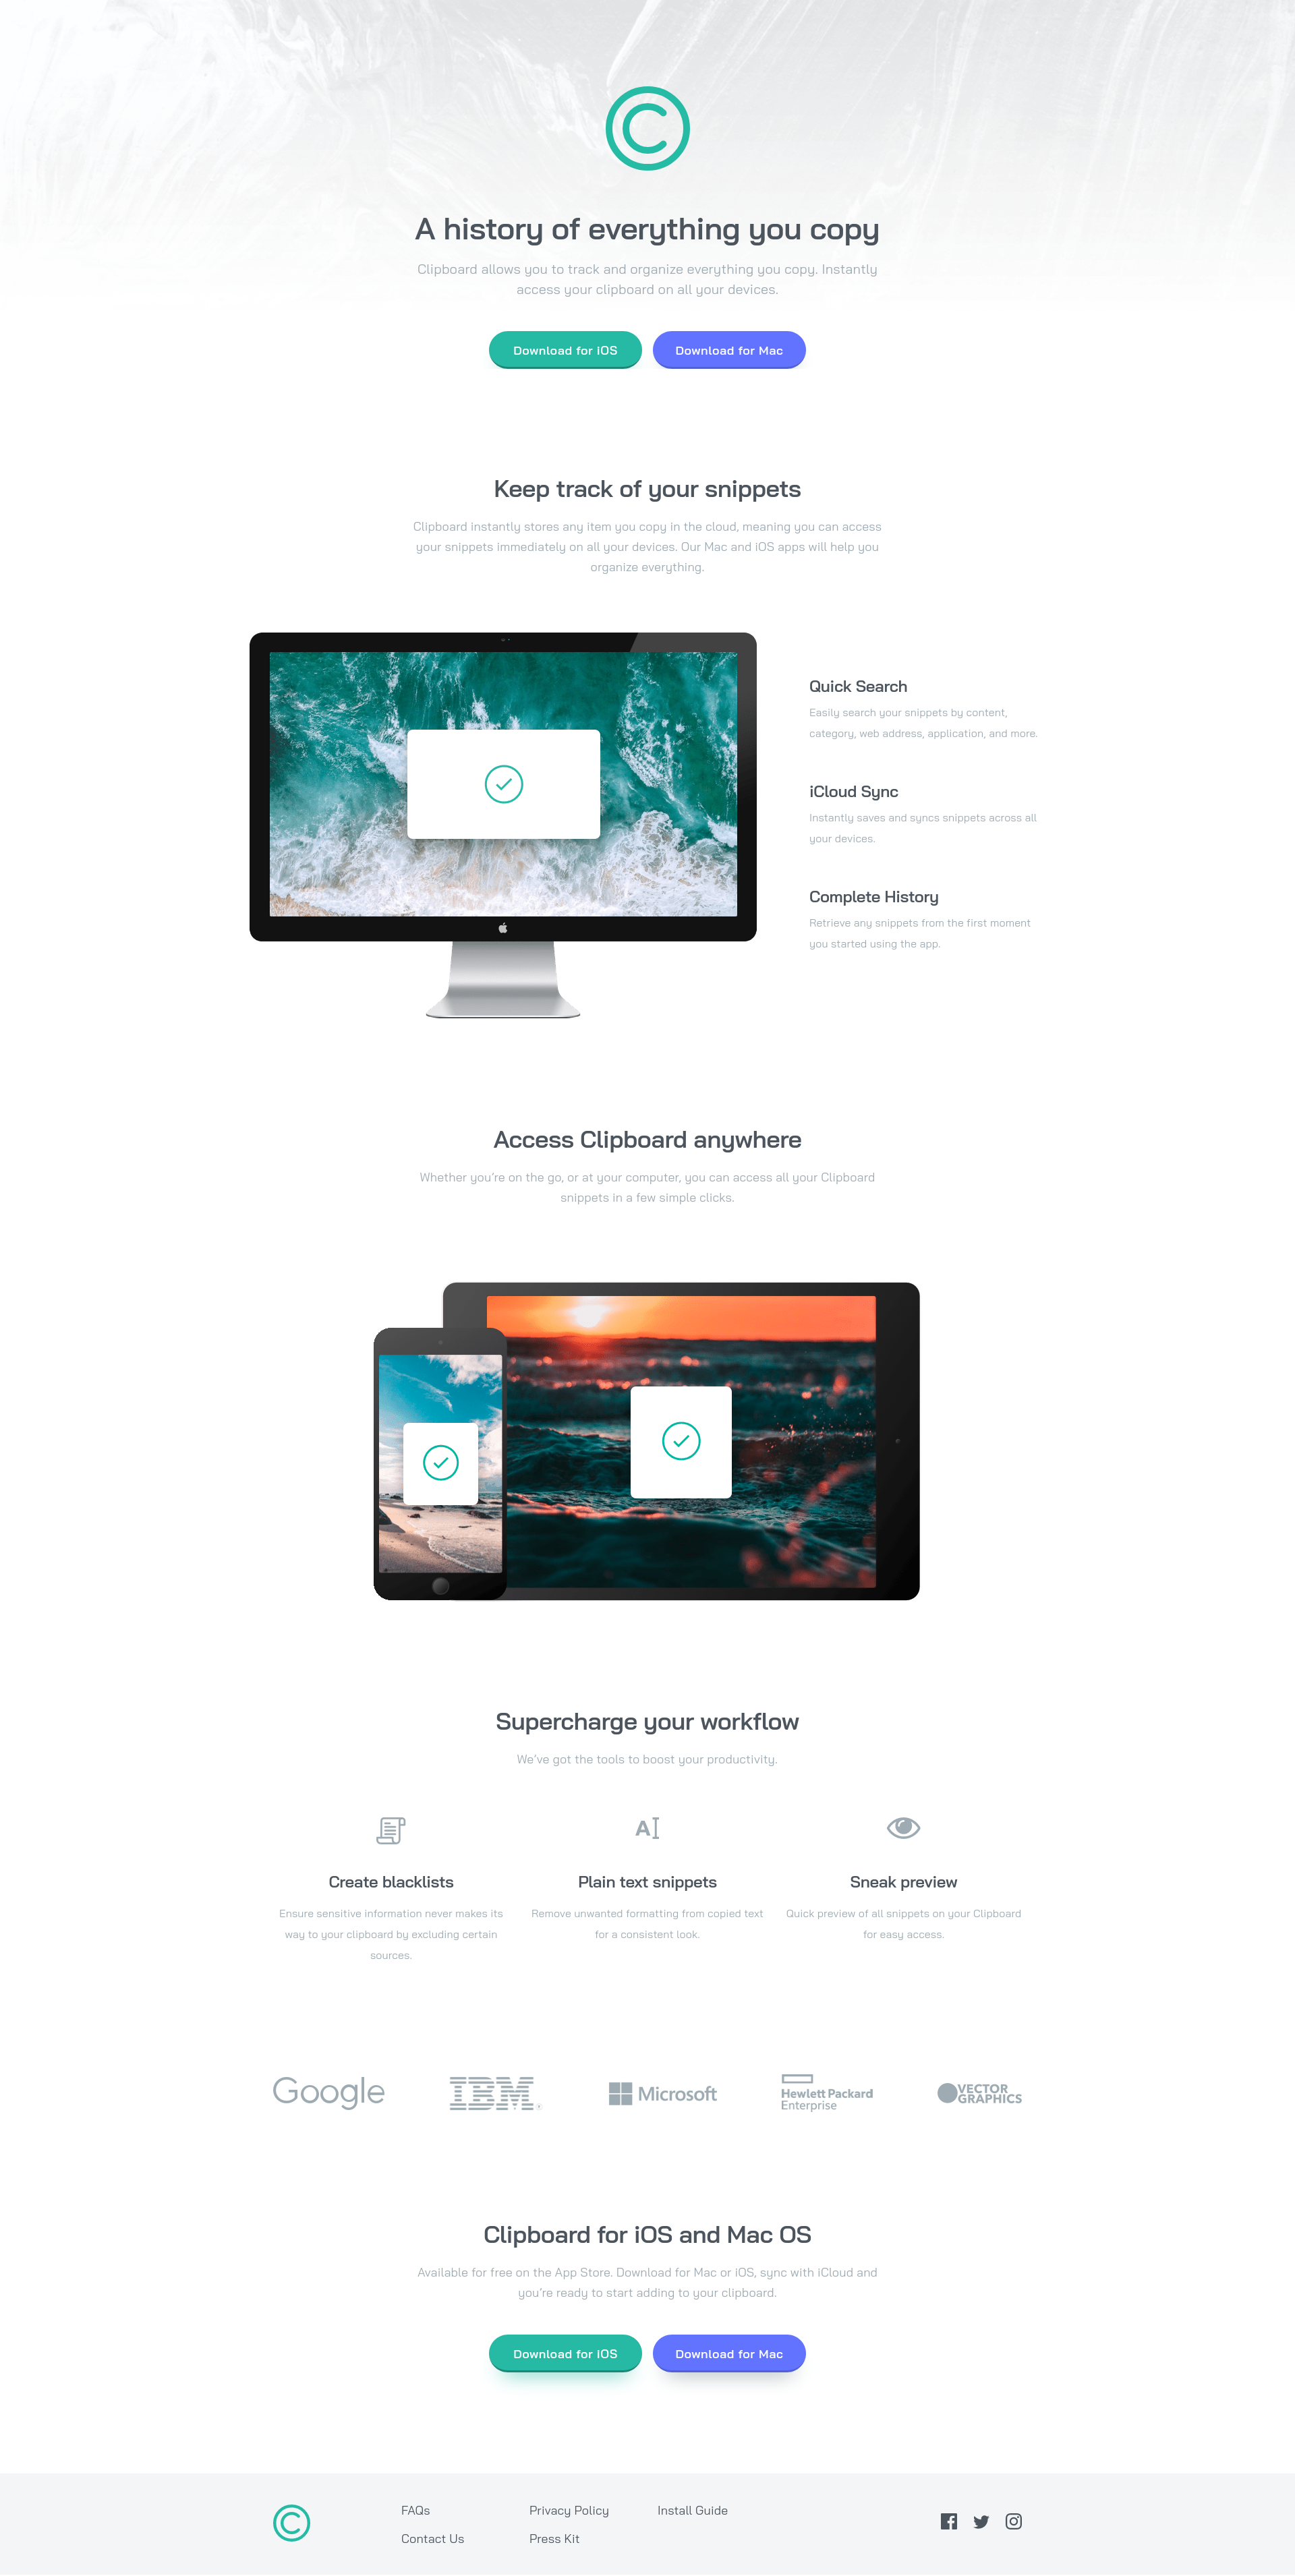 A history of everything you copy
Clipboard allows you to track and organize everything you copy. Instantly
access your clipboard on all your devices.
Download for iOS
Download for Mac
Keep track of your snippets
Clipboard instantly stores any item you copy in the cloud, meaning you can access
your snippets immediately on all your devices. Our Mac and iOS apps will help you
organize everything.
Quick Search
Easily search your snippets by content,
category, web address, application, and more.
iCloud Sync
Instantly saves and syncs snippets across all
your devices.
Complete History
Retrieve any snippets from the first moment
you started using the app.
Access Clipboard anywhere
Whether you’re on the go, or at your computer, you can access all your Clipboard
snippets in a few simple clicks.
Supercharge your workflow
We’ve got the tools to boost your productivity.
A
Create blacklists
Ensure sensitive information never makes its
way to your clipboard by excluding certain
sources.
Plain text snippets
Remove unwanted formatting from copied text
for a consistent look.
Sneak preview
Quick preview of all snippets on your Clipboard
for easy access.
Google
IBM®
Microsoft
Hewlett Packard
Enterprise
VECTOR
GRAPHICS
Clipboard for iOS and Mac OS
Available for free on the App Store. Download for Mac or iOS, sync with iCloud and
you’re ready to start adding to your clipboard.
Download for iOS
Download for Mac
FAQs
Contact Us
Privacy Policy
Press Kit
Install Guide